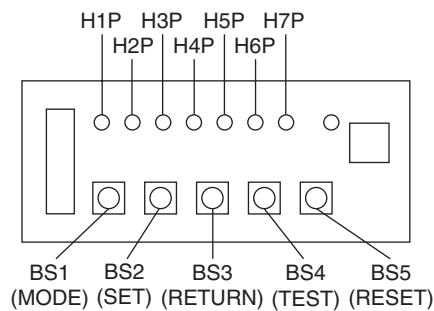 H1P H3P H5P H7P
H2P H4P H6P
BS1 BS2 BS3 BS4 BS5
(MODE) (SET) (RETURN) (TEST) (RESET)